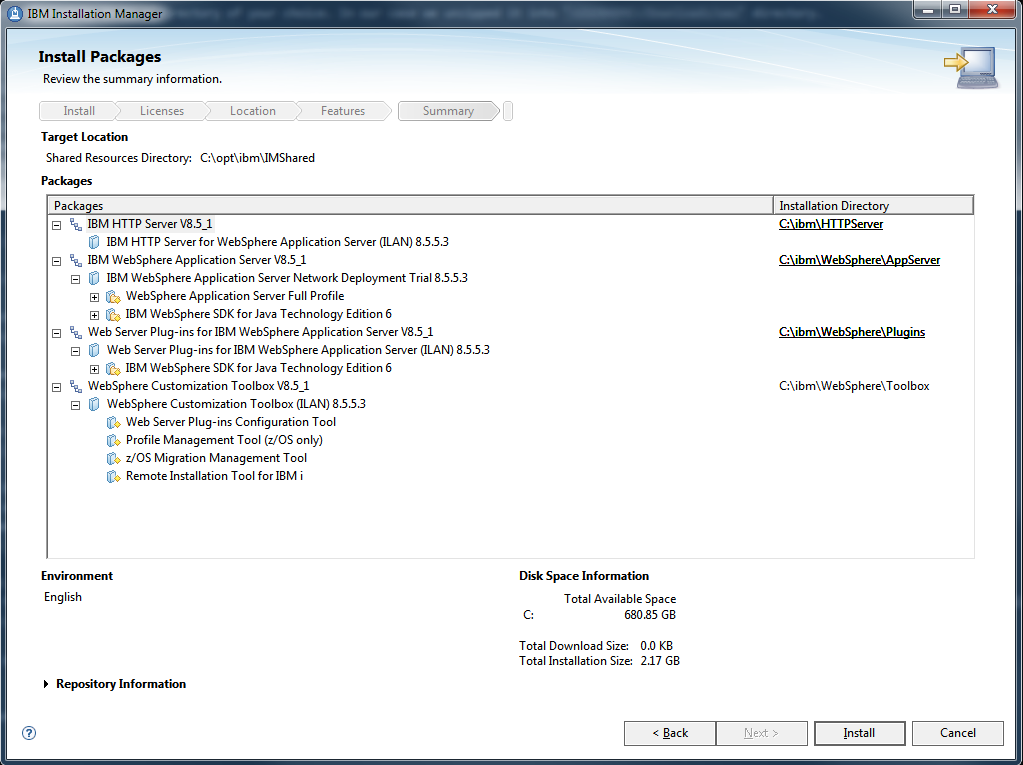 IBM Installation Manager
Install Packages
Review the summary information.
Install Licenses Location Features Summary
Target Location
Shared Resources Directory: C:\opt\ibm\IMShared
Packages
Packages Installation Directory
IBM HTTP Server V8.5_1 C:\ibm\HTTPServer
IBM HTTP Server for WebSphere Application Server (ILAN) 8.5.5.3
IBM WebSphere Application Server V8.5_1 C:\ibm\WebSphere\AppServer
IBM WebSphere Application Server Network Deployment Trial 8.5.5.3
WebSphere Application Server Full Profile
IBM WebSphere SDK for Java Technology Edition 6
Web Server Plug-ins for IBM WebSphere Application Server V8.5_1 C:\ibm\WebSphere\Plugins
Web Server Plug-ins for IBM WebSphere Application Server (ILAN) 8.5.5.3
IBM WebSphere SDK for Java Technology Edition 6
WebSphere Customization Toolbox V8.5_1 C:\ibm\WebSphere\Toolbox
WebSphere Customization Toolbox (ILAN) 8.5.5.3
Web Server Plug-ins Configuration Tool
Profile Management Tool (z/OS only)
z/OS Migration Management Tool
Remote Installation Tool for IBM i
Environment
English
Disk Space Information
Total Available Space
C: 680.85 GB
Total Download Size: 0.0 KB
Total Installation Size: 2.17 GB
Repository Information
? < Back Next > Install Cancel